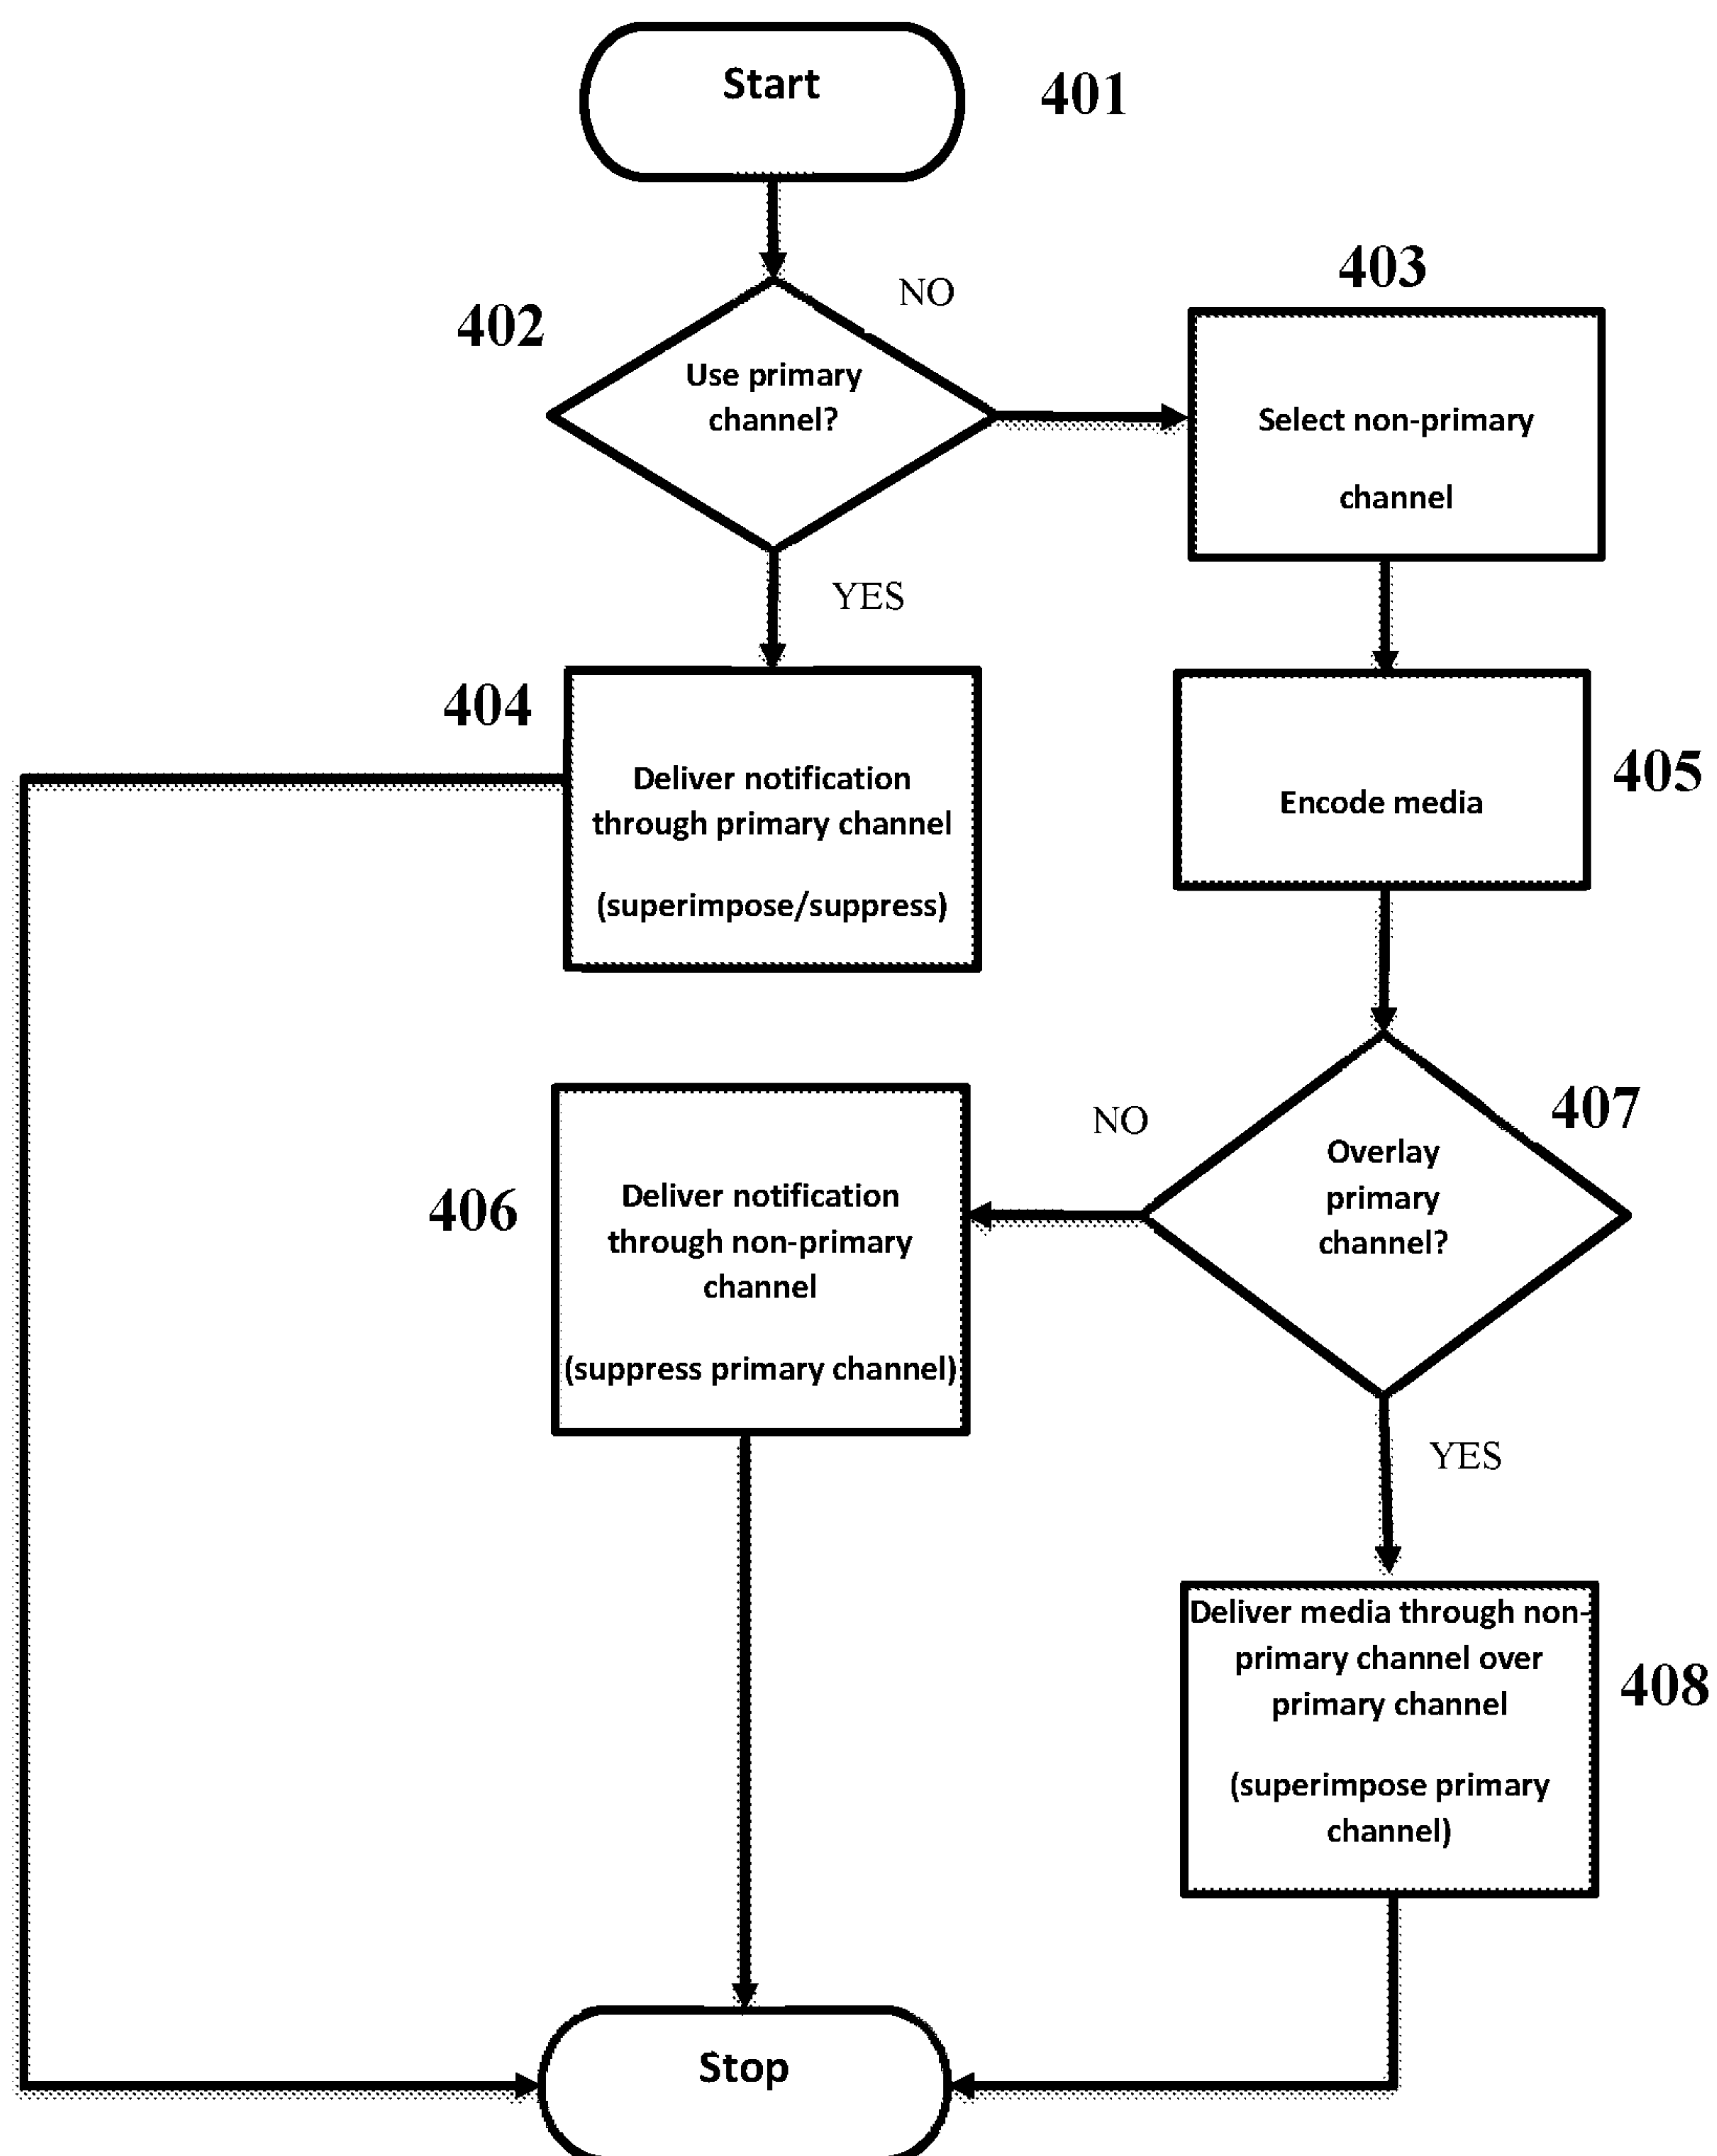 Start
401
402
Use primary
channel?
NO
403
Select non-primary
channel
YES
404
Deliver notification
through primary channel
(superimpose/suppress)
Encode media
405
406
Deliver notification
through non-primary
channel
(suppress primary channel)
NO
Overlay
primary
channel?
407
YES
Deliver media through non-
primary channel over
primary channel
(superimpose primary
channel)
408
Stop